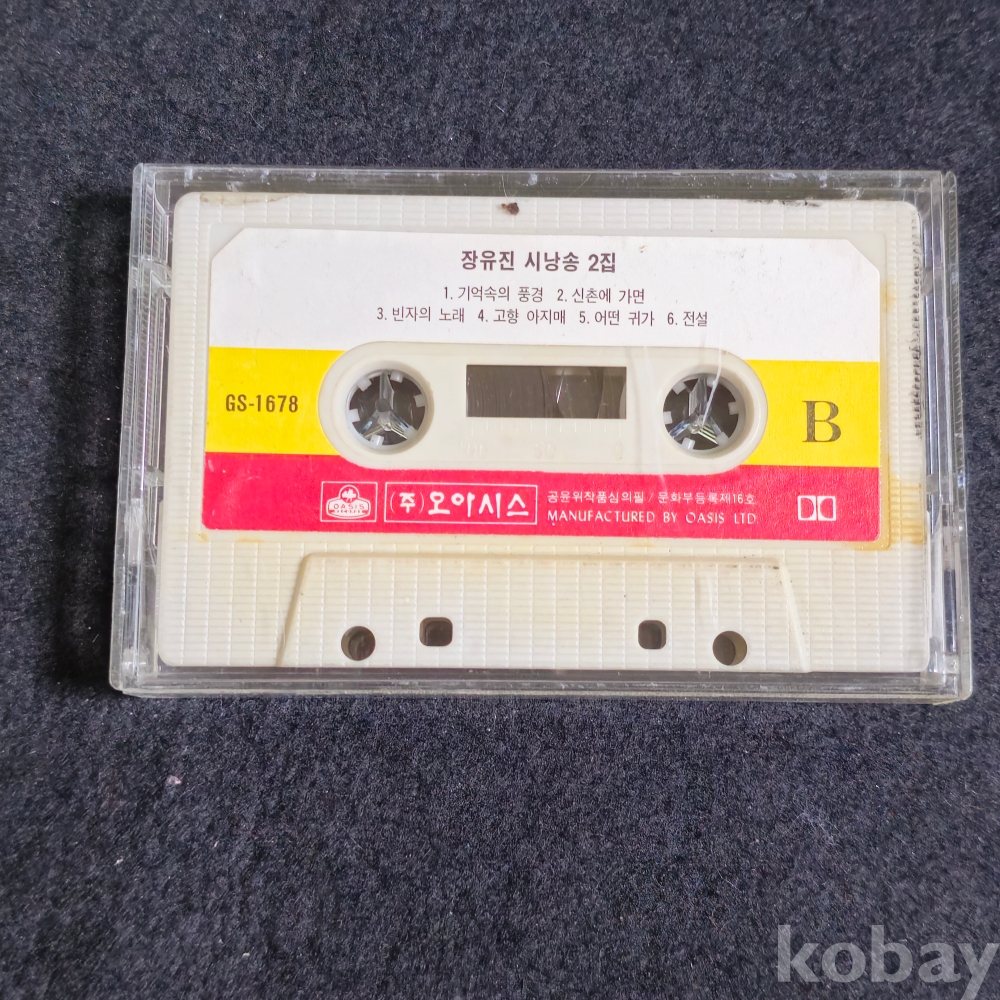 장유진 시낭송 2집
1. 기억속의 풍경 2. 신촌에 가면
3. 빈자의 노래 4. 고향 아지매 5. 어떤 귀가 6. 전설
GS-1678
B
OASIS
(주)오아시스
공윤위작품심의필 / 문화부등록제16호
MANUFACTURED BY OASIS LTD.
kobay